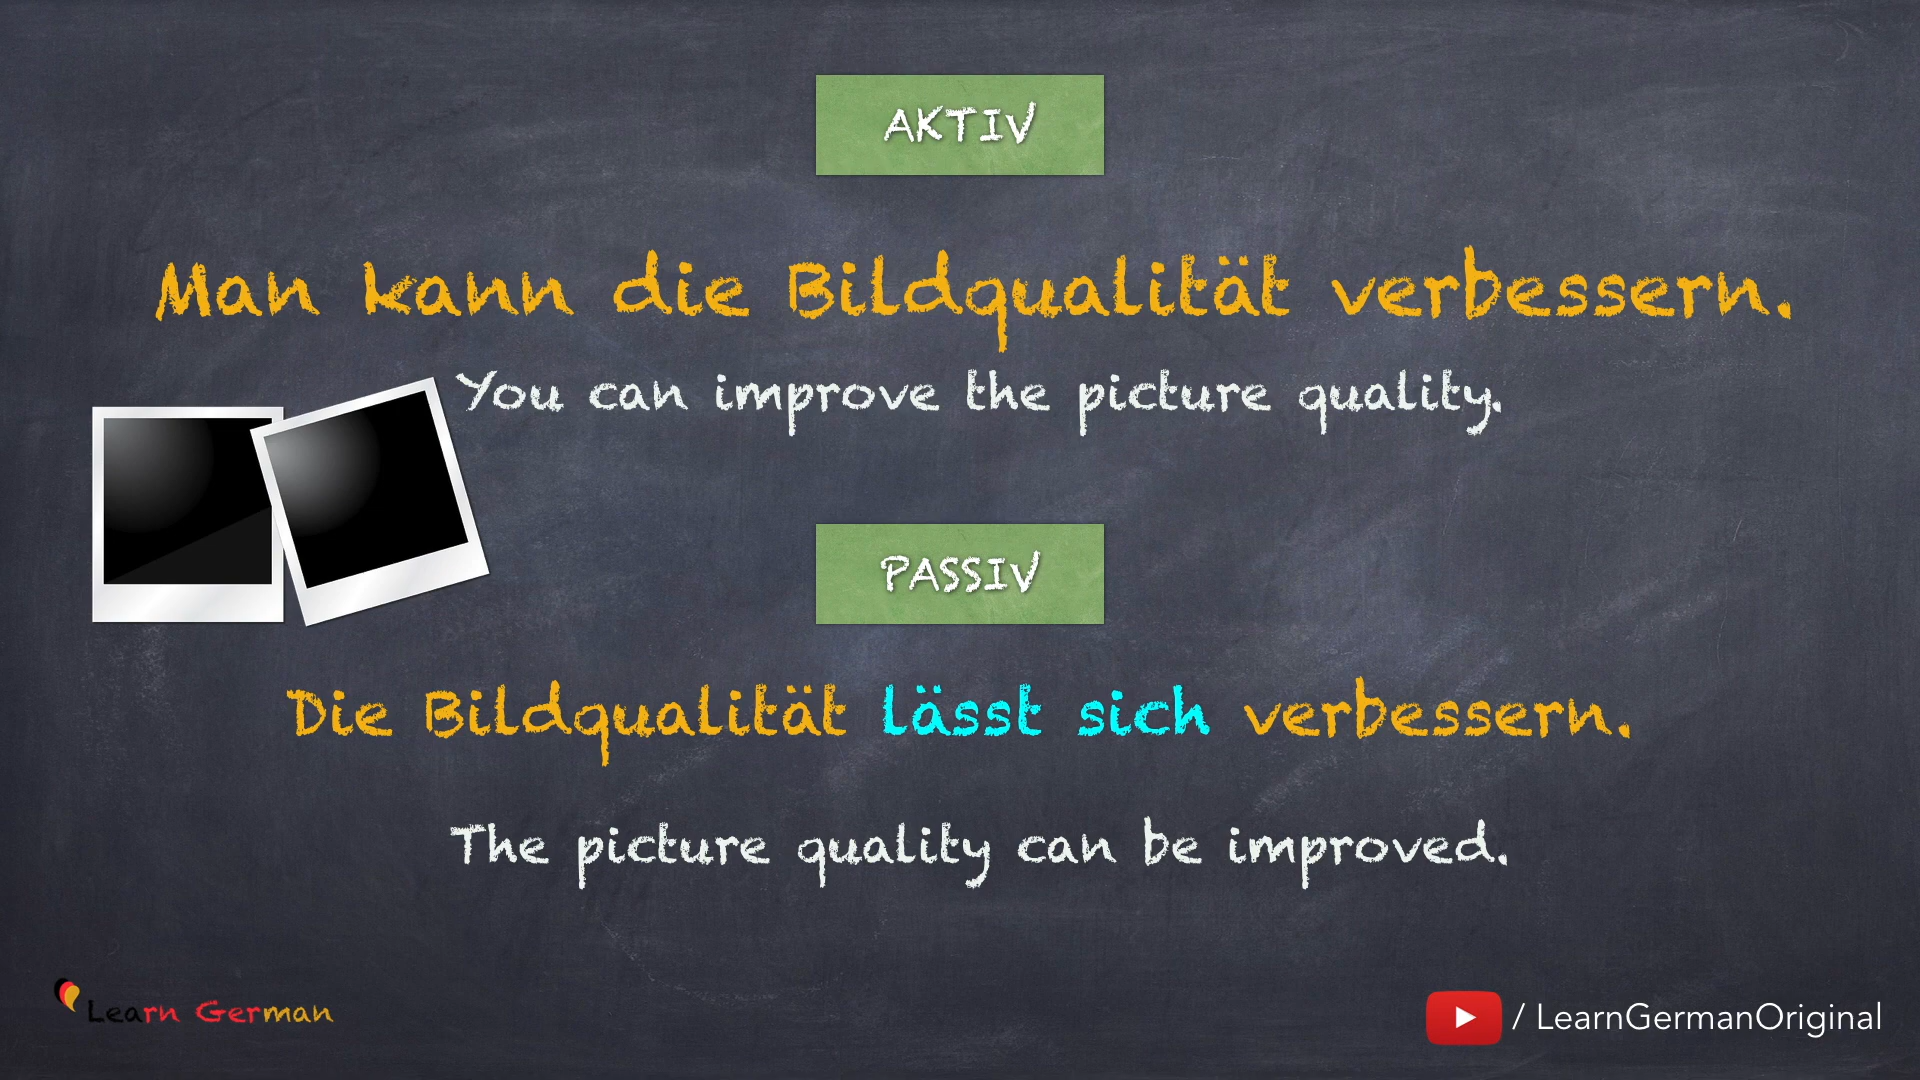 AKTIV
Man kann die Bildqualität verbessern.
You can improve the picture quality.
PASSIV
Die Bildqualität lässt sich verbessern.
The picture quality can be improved.
Learn German
/ LearnGermanOriginal